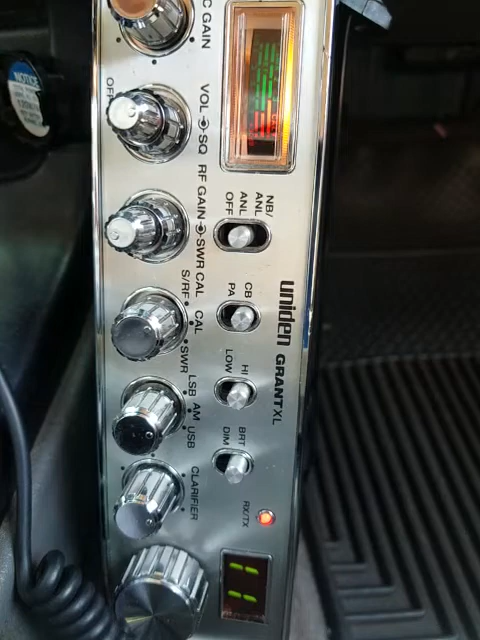 C GAIN
OFF
VOL SQ
RF GAIN SWR CAL
S/RF CAL SWR
LSB AM USB
CLARIFIER
NB/
ANL ANL OFF
CB PA
HI LOW
BRT DIM
RX/TX
uniden GRANT XL
11
NOTICE